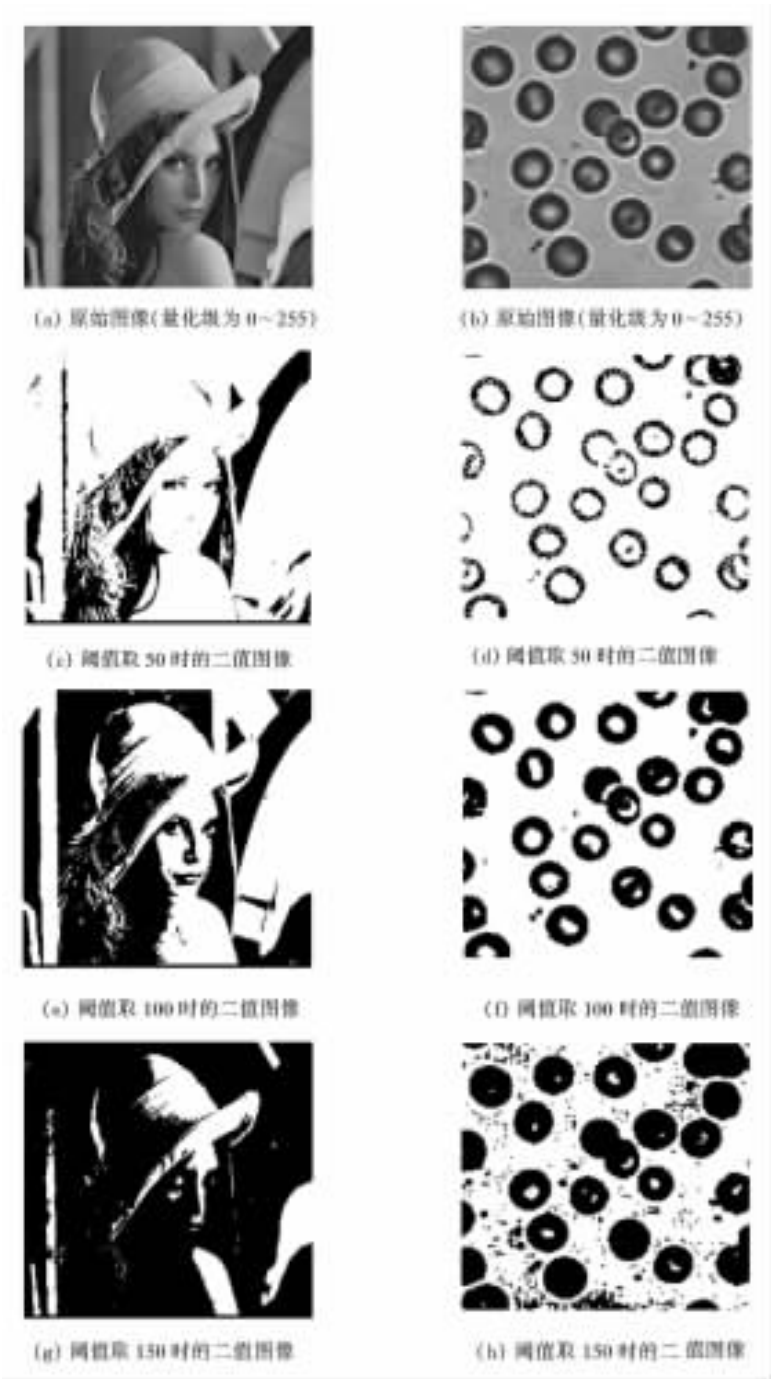 (a) 原始图像(量化级为 0~255)
(b) 原始图像(量化级为 0~255)
(c) 阈值取 50 时的二值图像
(d) 阈值取 50 时的二值图像
(e) 阈值取 100 时的二值图像
(f) 阈值取 100 时的二值图像
(g) 阈值取 150 时的二值图像
(h) 阈值取 150 时的二值图像